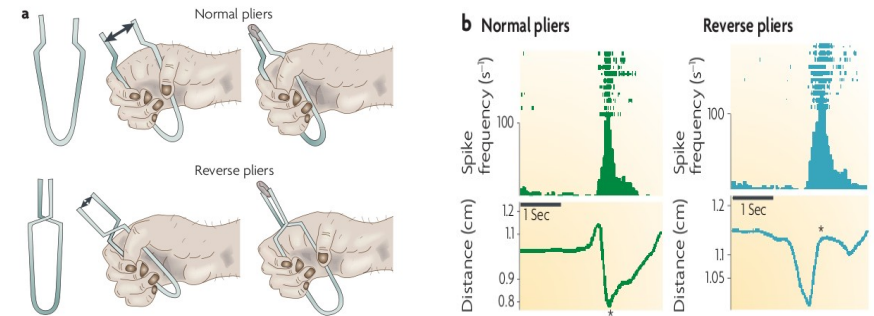 a
Normal pliers
Reverse pliers
b Normal pliers
Reverse pliers
Spike
frequency (s⁻¹)
100
Spike
frequency (s⁻¹)
100
Distance (cm)
1.2
1.1
0.9
0.8
1 Sec
*
Distance (cm)
1.2
1.1
1.05
1 Sec
*